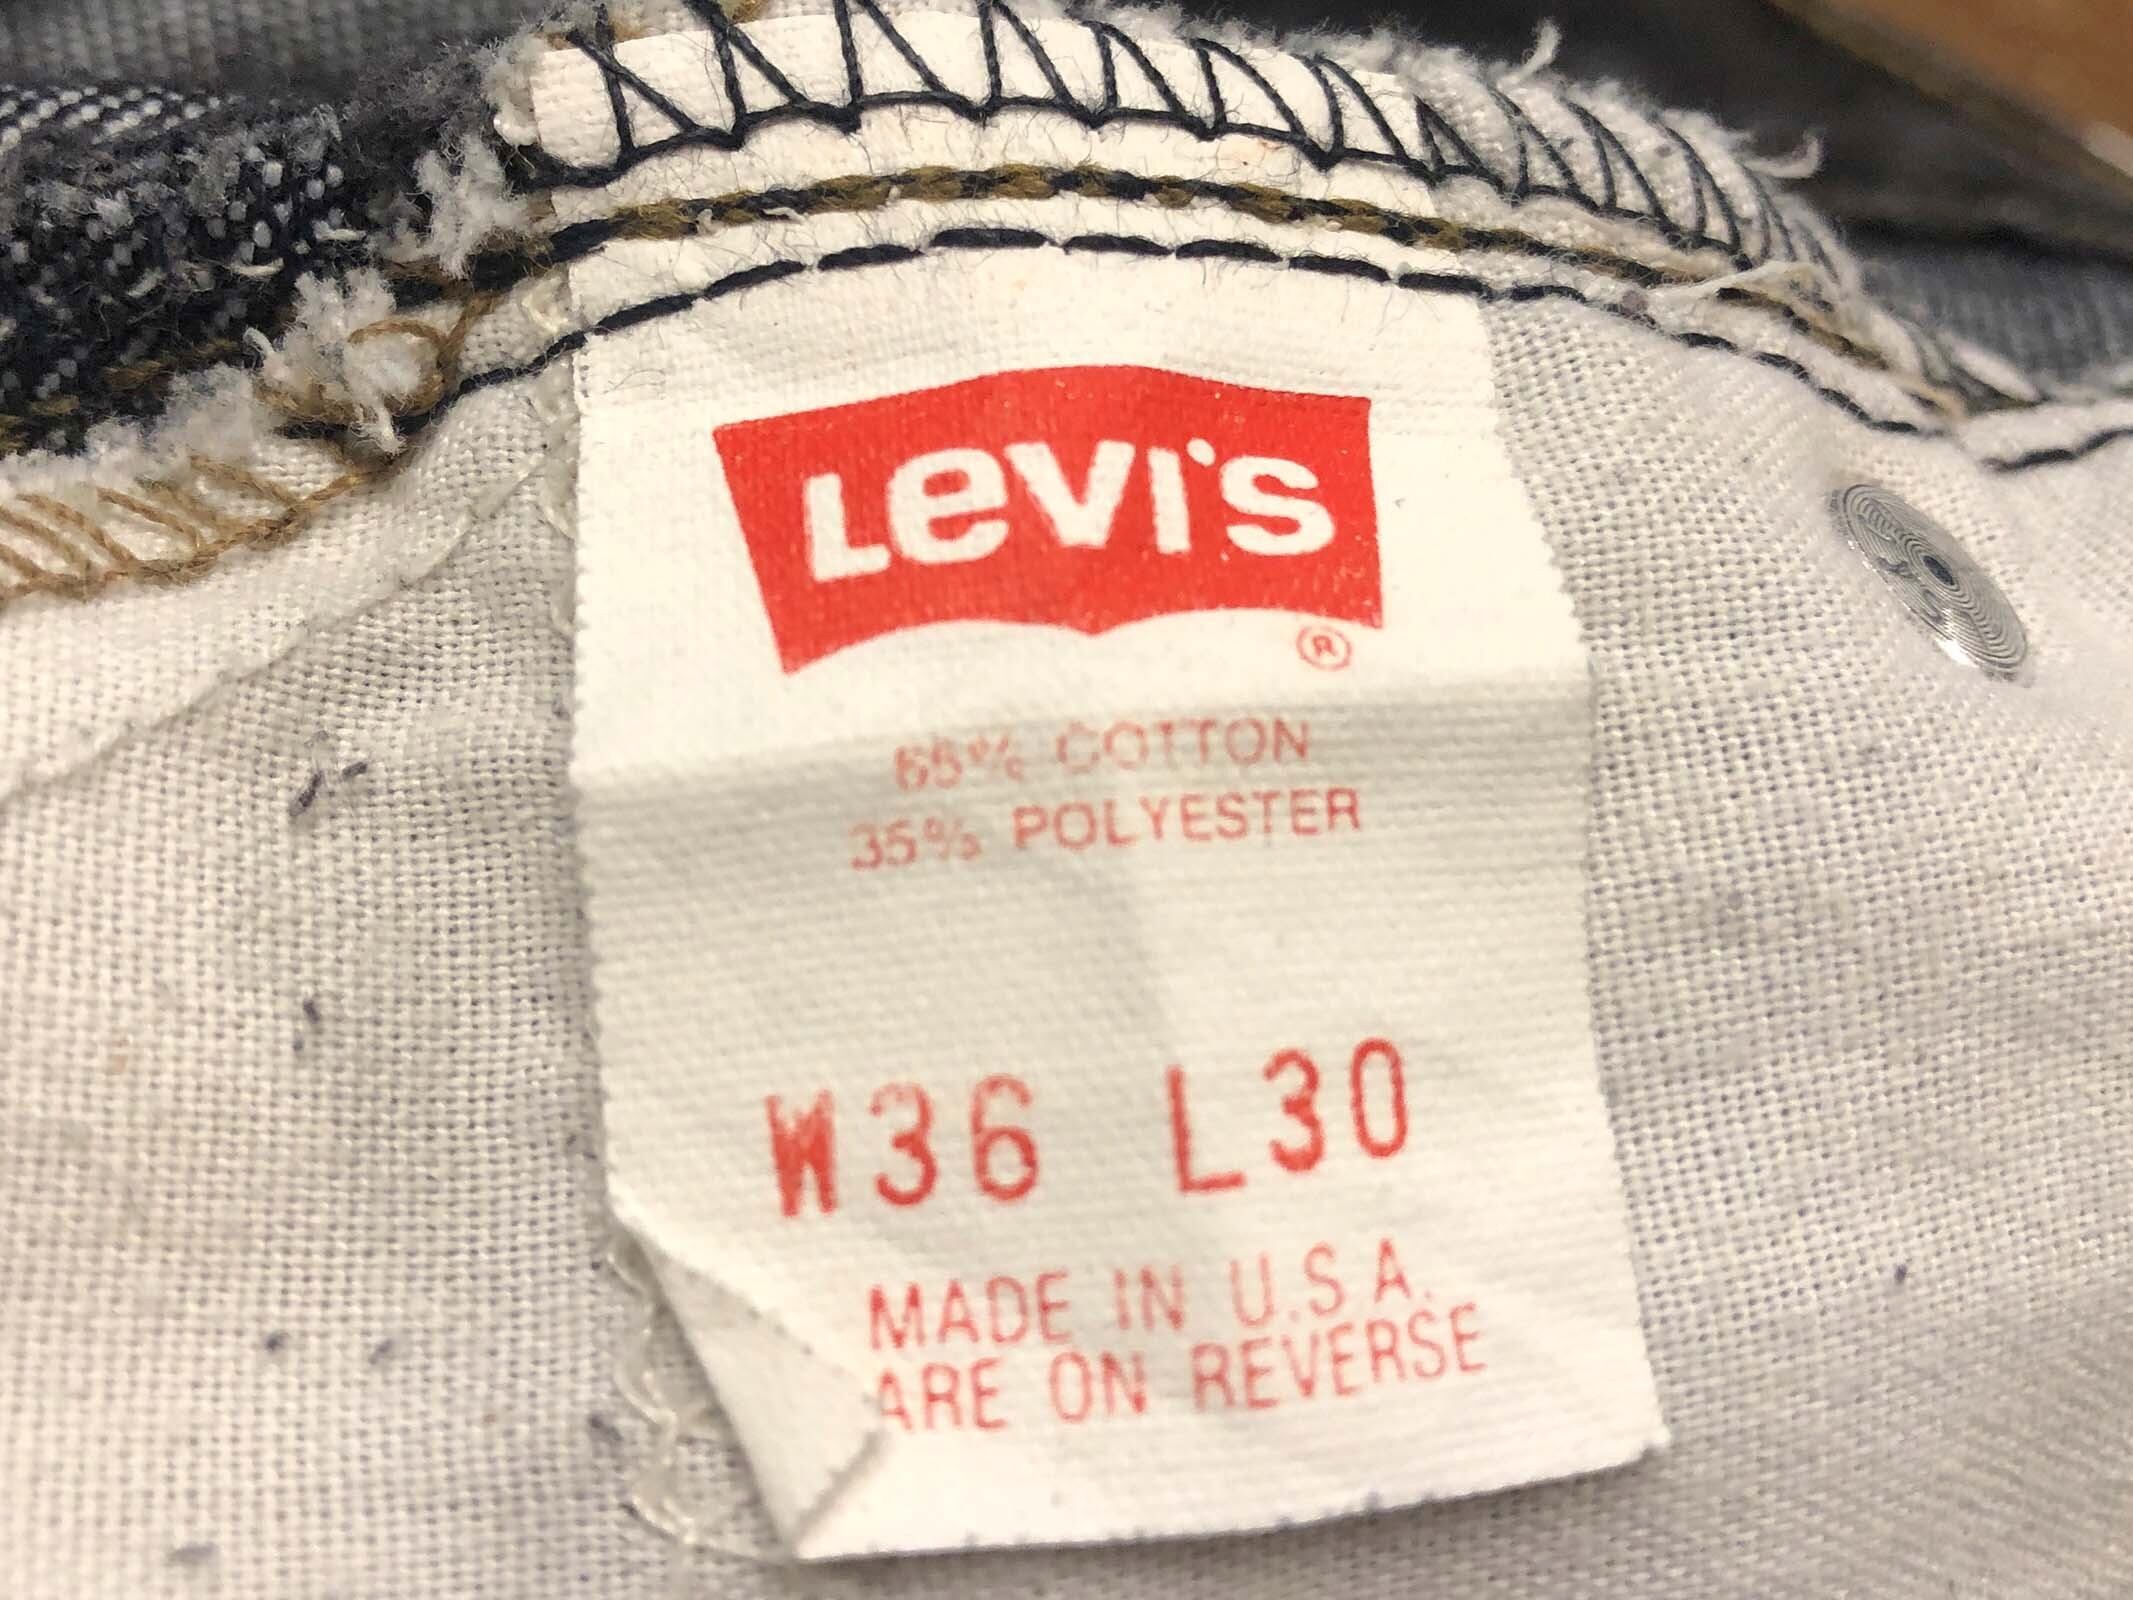 Levi's
®
65% COTTON
35% POLYESTER
W36 L30
MADE IN U.S.A.
ARE ON REVERSE